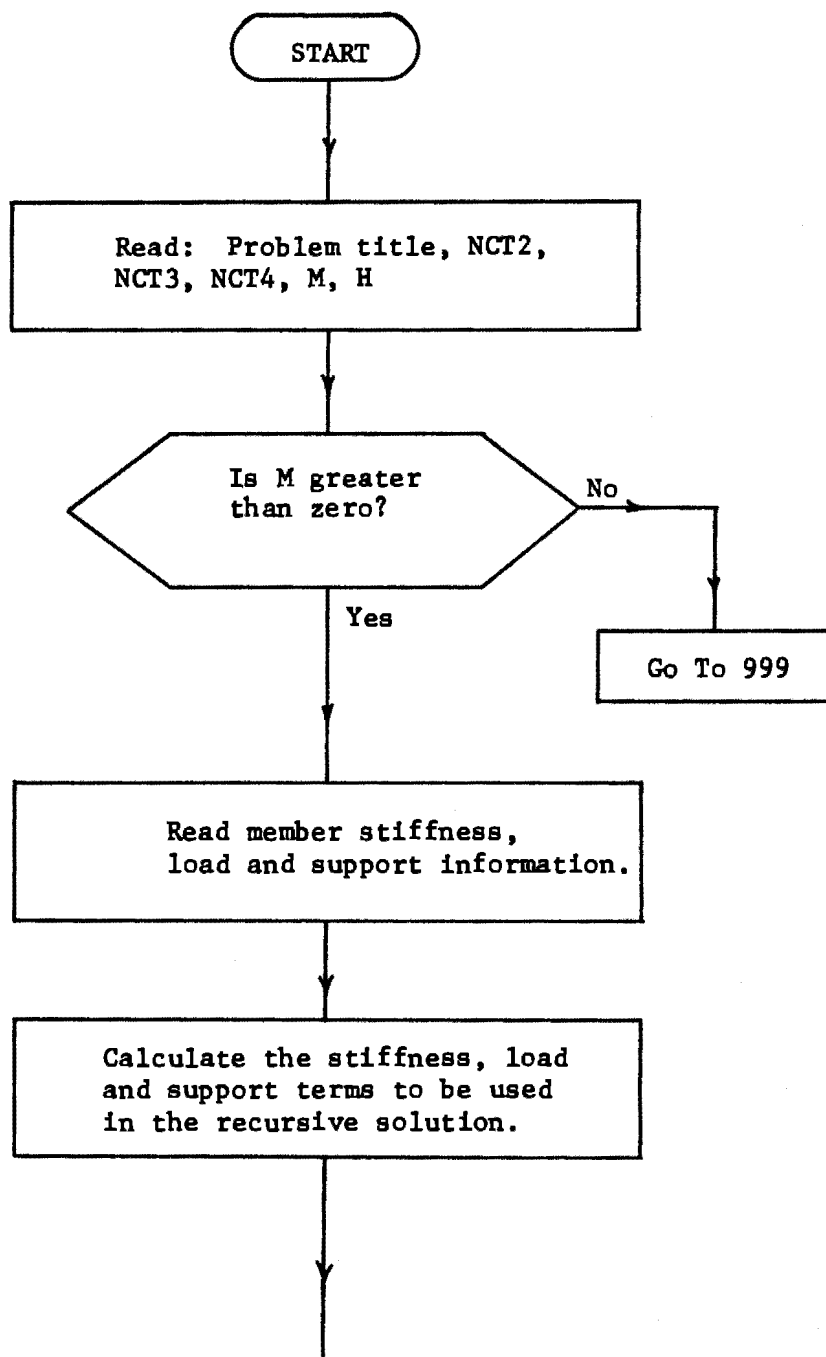 START
Read: Problem title, NCT2,
NCT3, NCT4, M, H
Is M greater
than zero?
No
Yes
Go To 999
Read member stiffness,
load and support information.
Calculate the stiffness, load
and support terms to be used
in the recursive solution.